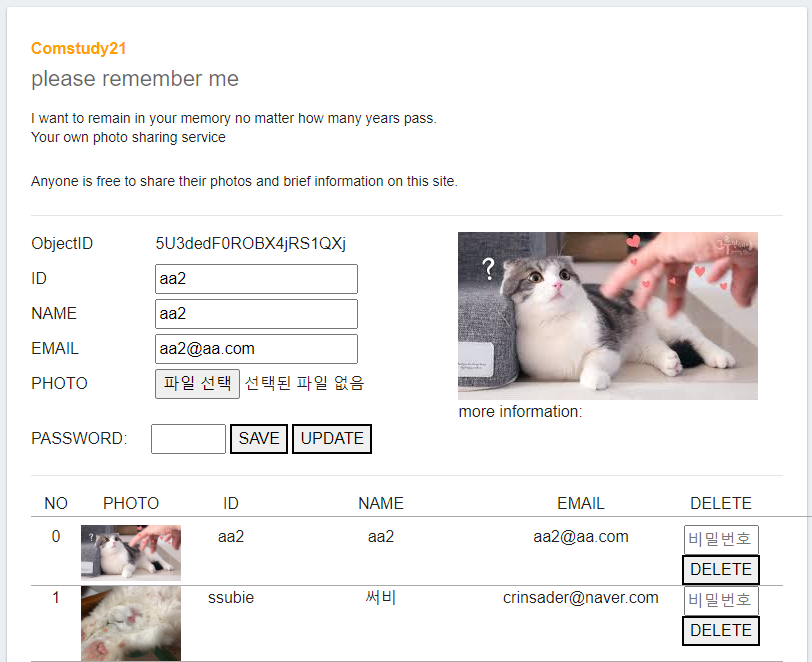 Comstudy21
please remember me
I want to remain in your memory no matter how many years pass.
Your own photo sharing service
Anyone is free to share their photos and brief information on this site.
ObjectID 5U3dedF0ROBX4jRS1QXj
ID aa2
NAME aa2
EMAIL aa2@aa.com
PHOTO 파일 선택 선택된 파일 없음
?
more information:
PASSWORD: SAVE UPDATE
NO PHOTO ID NAME EMAIL DELETE
0 ? aa2 aa2 aa2@aa.com 비밀번호
DELETE
1 ssubie 써비 crinsader@naver.com 비밀번호
DELETE